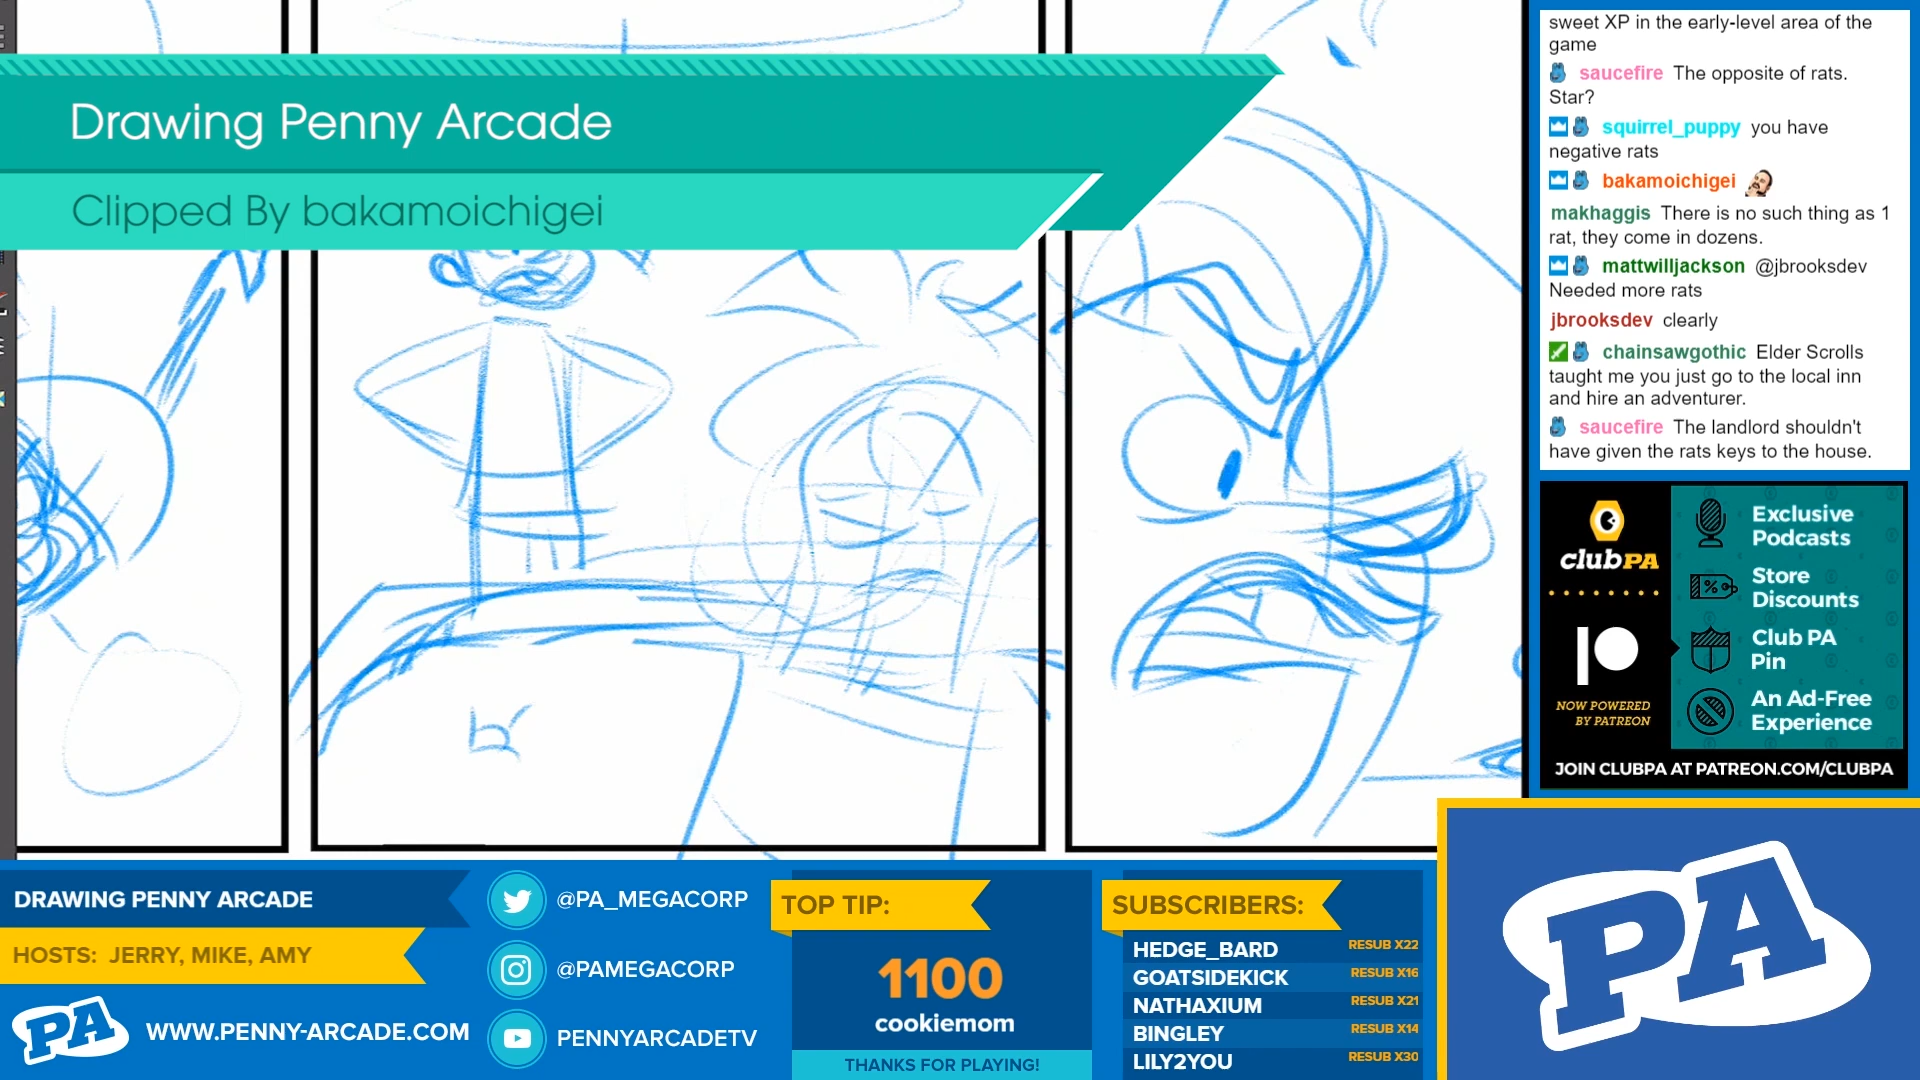 Drawing Penny Arcade
Clipped By bakamoichigei
sweet XP in the early-level area of the
game
saucefire The opposite of rats.
Star?
squirrel_puppy you have
negative rats
bakamoichigei
makhaggis There is no such thing as 1
rat, they come in dozens.
mattwilljackson @jbrooksdev
Needed more rats
jbrooksdev clearly
chainsawgothic Elder Scrolls
taught me you just go to the local inn
and hire an adventurer.
saucefire The landlord shouldn't
have given the rats keys to the house.
clubPA
NOW POWERED
BY PATREON
Exclusive
Podcasts
Store
Discounts
Club PA
Pin
An Ad-Free
Experience
JOIN CLUBPA AT PATREON.COM/CLUBPA
DRAWING PENNY ARCADE
HOSTS: JERRY, MIKE, AMY
PA
WWW.PENNY-ARCADE.COM
@PA_MEGACORP
@PAMEGACORP
PENNYARCADETV
TOP TIP:
1100
cookiemom
THANKS FOR PLAYING!
SUBSCRIBERS:
HEDGE_BARD RESUB X22
GOATSIDEKICK RESUB X16
NATHAXIUM RESUB X21
BINGLEY RESUB X14
LILY2YOU RESUB X30
PA